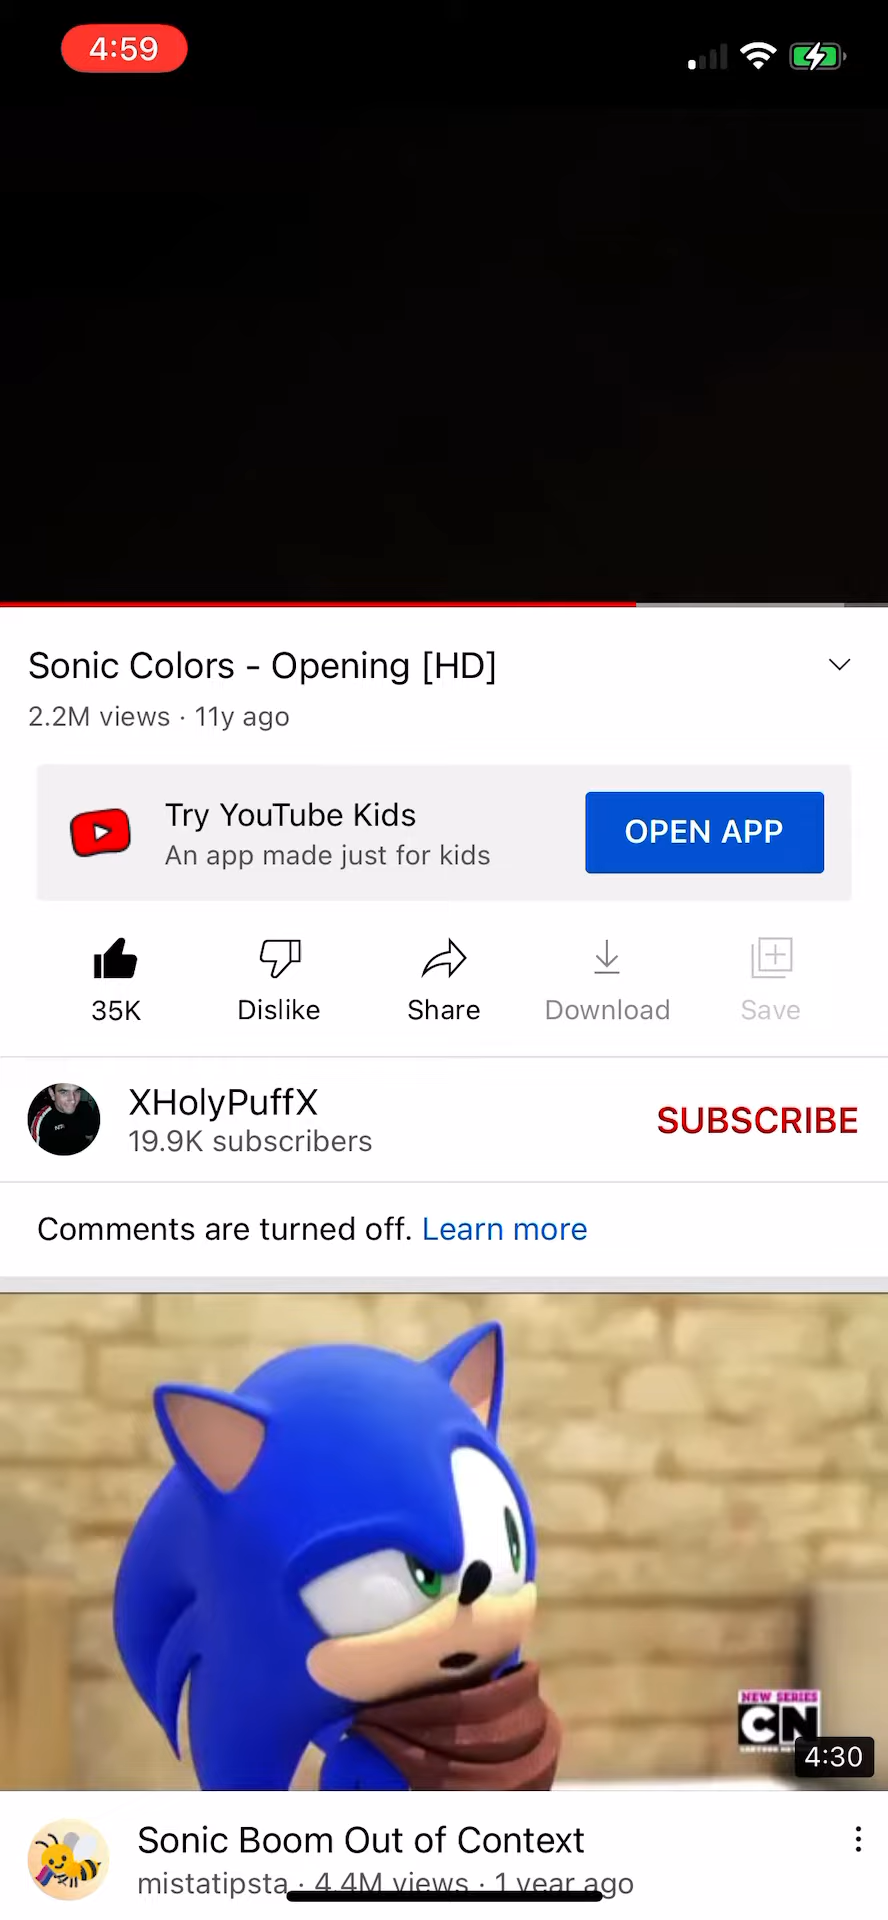 4:59
Sonic Colors - Opening [HD]
2.2M views · 11y ago
Try YouTube Kids
An app made just for kids
OPEN APP
35K
Dislike
Share
Download
Save
XHolyPuffX
19.9K subscribers
SUBSCRIBE
Comments are turned off. Learn more
NEW SERIES
CN
4:30
Sonic Boom Out of Context
mistatipsta · 4.4M views · 1 year ago